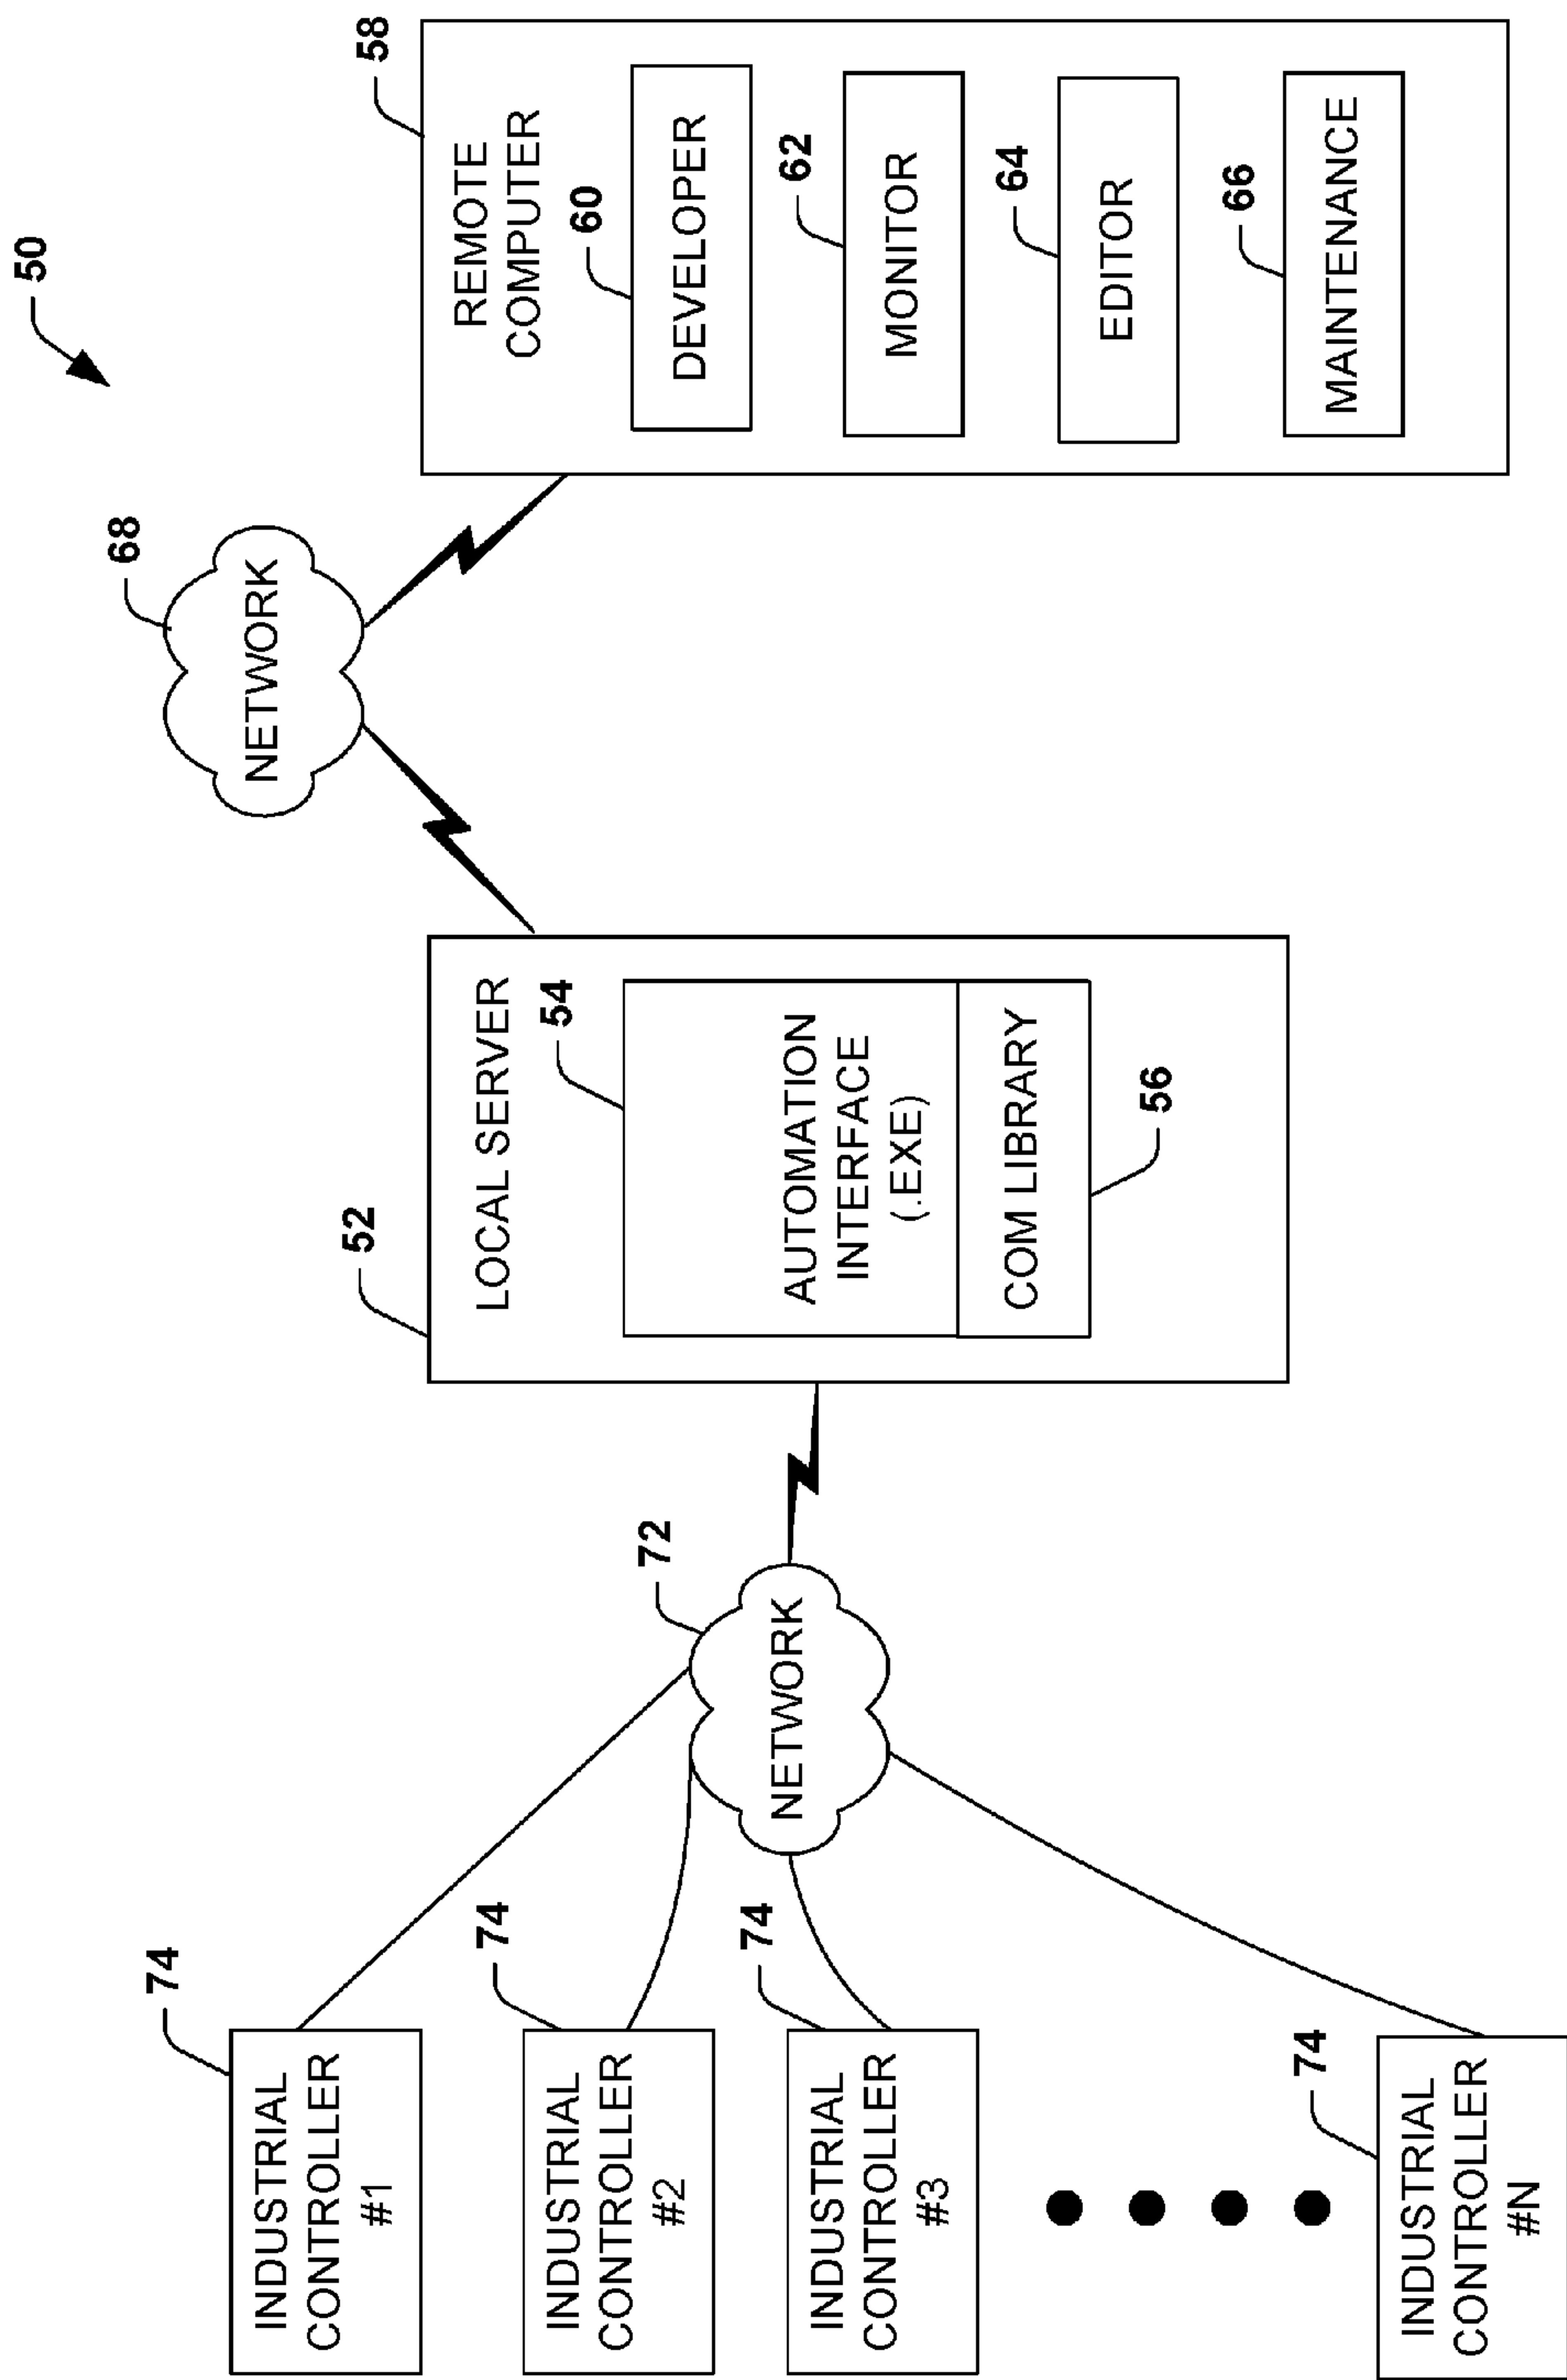 50
74
INDUSTRIAL
CONTROLLER
#1
74
INDUSTRIAL
CONTROLLER
#2
74
INDUSTRIAL
CONTROLLER
#3
74
INDUSTRIAL
CONTROLLER
#N
72
NETWORK
52
LOCAL SERVER
54
AUTOMATION
INTERFACE
(.EXE)
COM LIBRARY
56
68
NETWORK
58
REMOTE
COMPUTER
60
DEVELOPER
62
MONITOR
64
EDITOR
66
MAINTENANCE